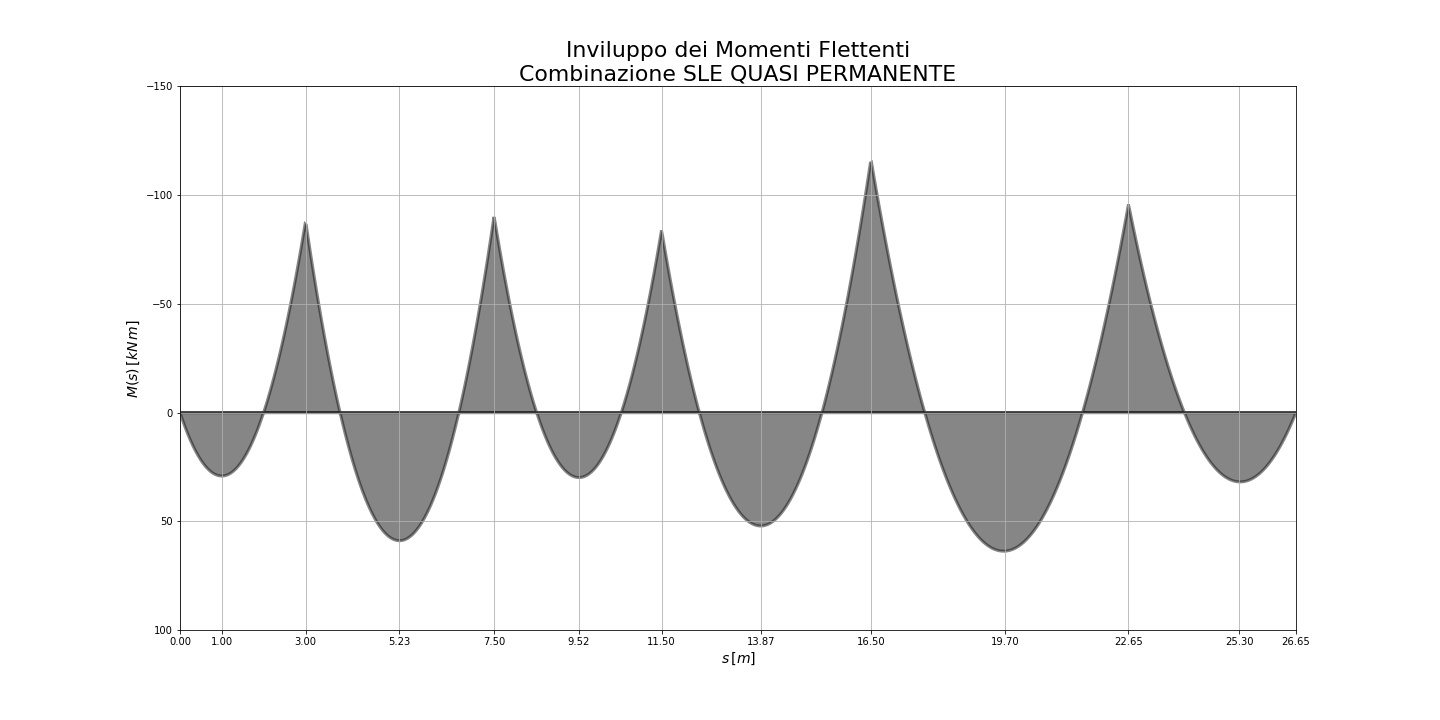 Inviluppo dei Momenti Flettenti
Combinazione SLE QUASI PERMANENTE
−150
−100
−50
0
50
100
M(s) [kNm]
0.00 1.00 3.00 5.23 7.50 9.52 11.50 13.87 16.50 19.70 22.65 25.30 26.65
s [m]